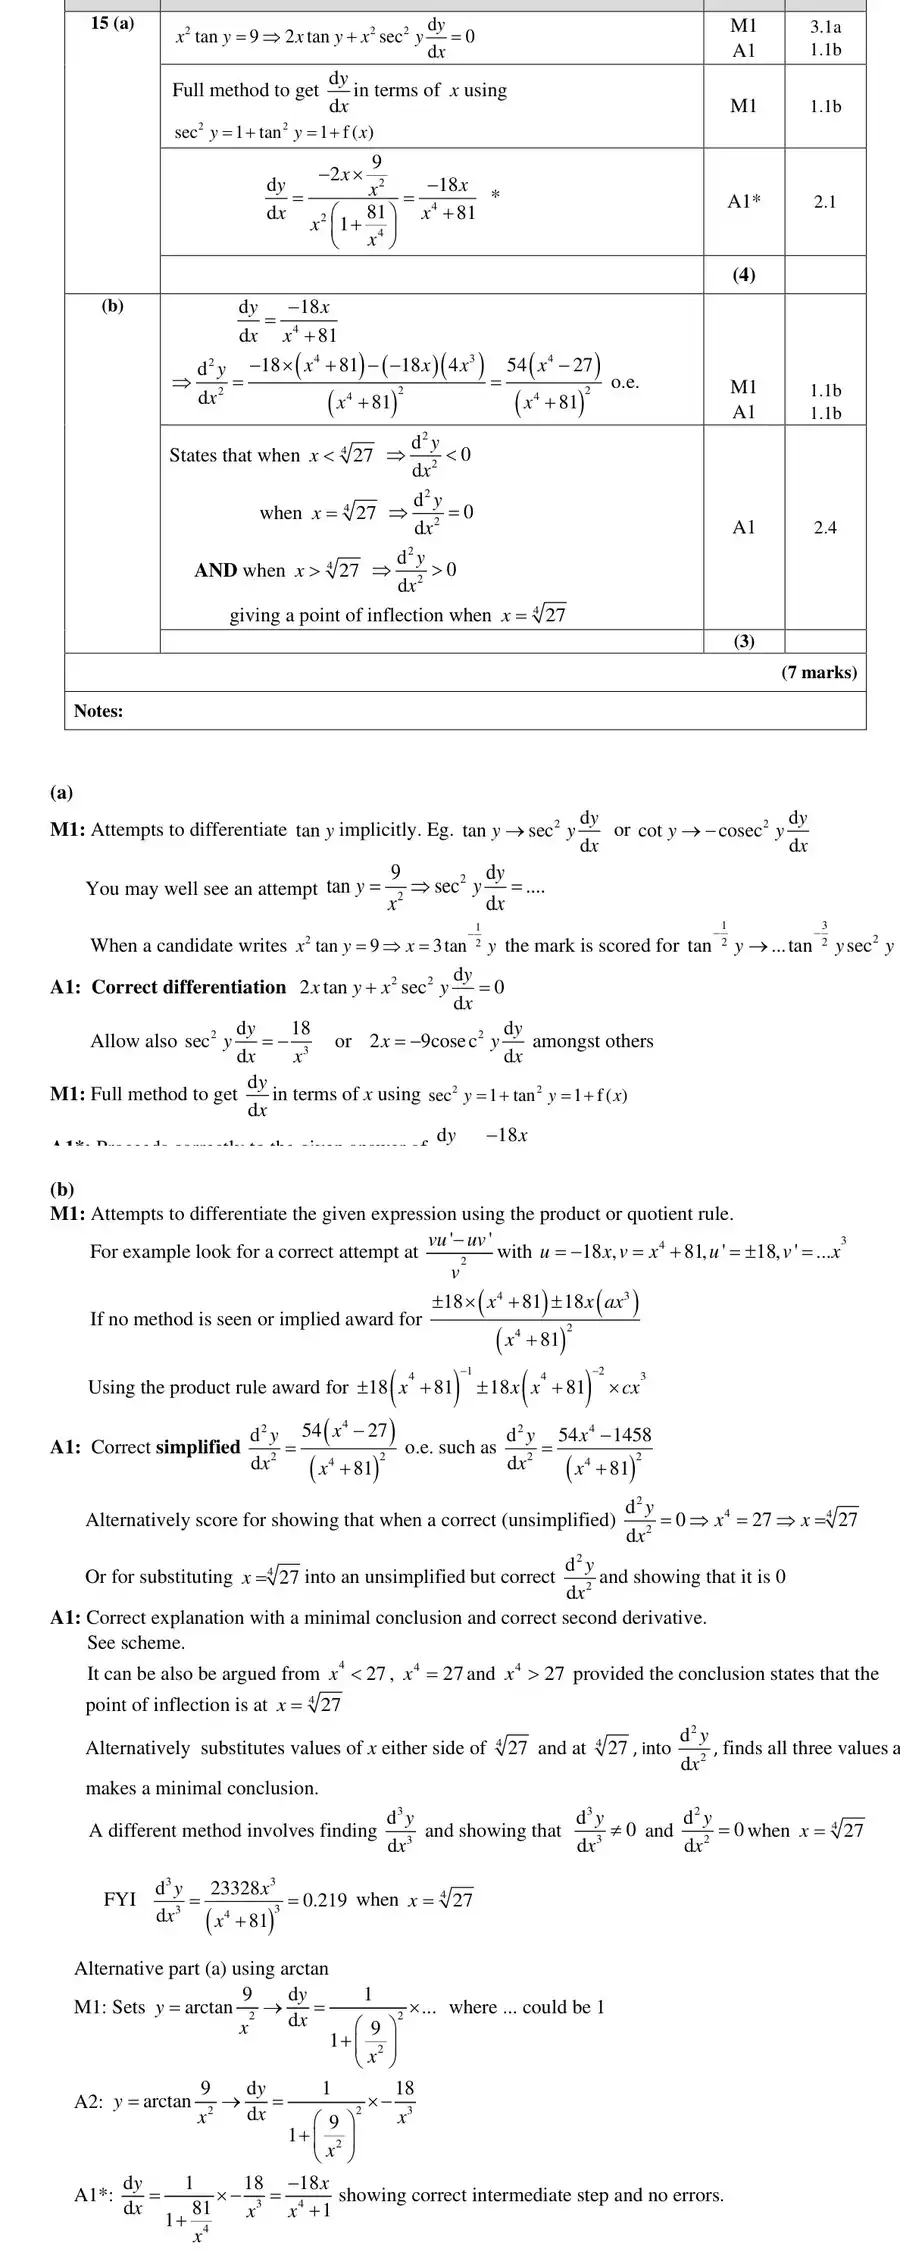 15 (a)
x² tan y = 9 ⇒ 2x tan y + x² sec² y dy/dx = 0
M1
A1
3.1a
1.1b
Full method to get dy/dx in terms of x using
sec² y = 1 + tan² y = 1 + f(x)
M1
1.1b
dy/dx = (−2x × 9/x²) / (x²(1 + 81/x⁴)) = −18x/(x⁴ + 81) *
A1*
2.1
(4)
(b)
dy/dx = −18x/(x⁴ + 81)
⇒ d²y/dx² = (−18×(x⁴ + 81) − (−18x)(4x³))/(x⁴ + 81)² = 54(x⁴ − 27)/(x⁴ + 81)² o.e.
M1
A1
1.1b
1.1b
States that when x < ∜27 ⇒ d²y/dx² < 0
when x = ∜27 ⇒ d²y/dx² = 0
AND when x > ∜27 ⇒ d²y/dx² > 0
giving a point of inflection when x = ∜27
A1
2.4
(3)
(7 marks)
Notes:
(a)
M1: Attempts to differentiate tan y implicitly. Eg. tan y → sec² y dy/dx or cot y → −cosec² y dy/dx
You may well see an attempt tan y = 9/x² ⇒ sec² y dy/dx = ....
When a candidate writes x² tan y = 9 ⇒ x = 3tan^(−1/2) y the mark is scored for tan^(−1/2) y → ...tan^(−3/2) y sec² y
A1: Correct differentiation 2x tan y + x² sec² y dy/dx = 0
Allow also sec² y dy/dx = −18/x³ or 2x = −9cosec² y dy/dx amongst others
M1: Full method to get dy/dx in terms of x using sec² y = 1 + tan² y = 1 + f(x)
dy −18x
(b)
M1: Attempts to differentiate the given expression using the product or quotient rule.
For example look for a correct attempt at (vu'− uv')/v² with u = −18x, v = x⁴ + 81, u' = ±18, v' = ...x³
If no method is seen or implied award for (±18×(x⁴ + 81) ± 18x(ax³))/(x⁴ + 81)²
Using the product rule award for ±18(x⁴ + 81)⁻¹ ± 18x(x⁴ + 81)⁻² × cx³
A1: Correct simplified d²y/dx² = 54(x⁴ − 27)/(x⁴ + 81)² o.e. such as d²y/dx² = (54x⁴ − 1458)/(x⁴ + 81)²
Alternatively score for showing that when a correct (unsimplified) d²y/dx² = 0 ⇒ x⁴ = 27 ⇒ x = ∜27
Or for substituting x = ∜27 into an unsimplified but correct d²y/dx² and showing that it is 0
A1: Correct explanation with a minimal conclusion and correct second derivative.
See scheme.
It can be also be argued from x⁴ < 27, x⁴ = 27 and x⁴ > 27 provided the conclusion states that the
point of inflection is at x = ∜27
Alternatively substitutes values of x either side of ∜27 and at ∜27, into d²y/dx², finds all three values a
makes a minimal conclusion.
A different method involves finding d³y/dx³ and showing that d³y/dx³ ≠ 0 and d²y/dx² = 0 when x = ∜27
FYI d³y/dx³ = 23328x³/(x⁴ + 81)³ = 0.219 when x = ∜27
Alternative part (a) using arctan
M1: Sets y = arctan 9/x² → dy/dx = 1/(1 + (9/x²)²) × ... where ... could be 1
A2: y = arctan 9/x² → dy/dx = 1/(1 + (9/x²)²) × −18/x³
A1*: dy/dx = 1/(1 + 81/x⁴) × −18/x³ = −18x/(x⁴ + 1) showing correct intermediate step and no errors.